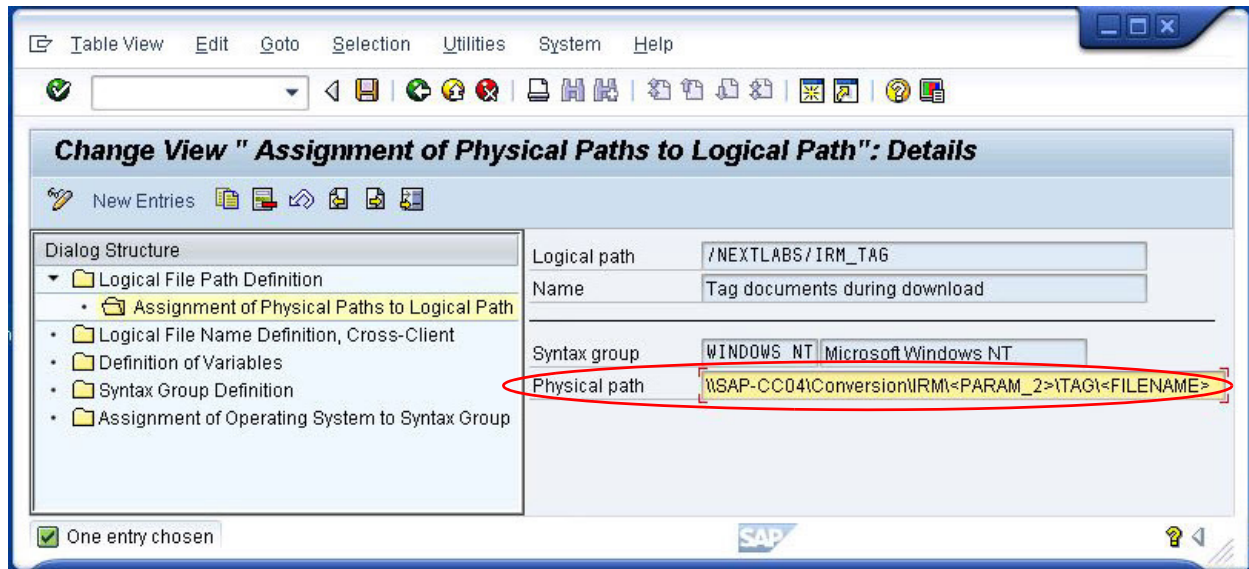 Table View Edit Goto Selection Utilities System Help
Change View " Assignment of Physical Paths to Logical Path": Details
New Entries
Dialog Structure
Logical File Path Definition
Assignment of Physical Paths to Logical Path
Logical File Name Definition, Cross-Client
Definition of Variables
Syntax Group Definition
Assignment of Operating System to Syntax Group
Logical path /NEXTLABS/IRM_TAG
Name Tag documents during download
Syntax group WINDOWS NT Microsoft Windows NT
Physical path \\SAP-CC04\Conversion\IRM\<PARAM_2>\TAG\<FILENAME>
One entry chosen SAP